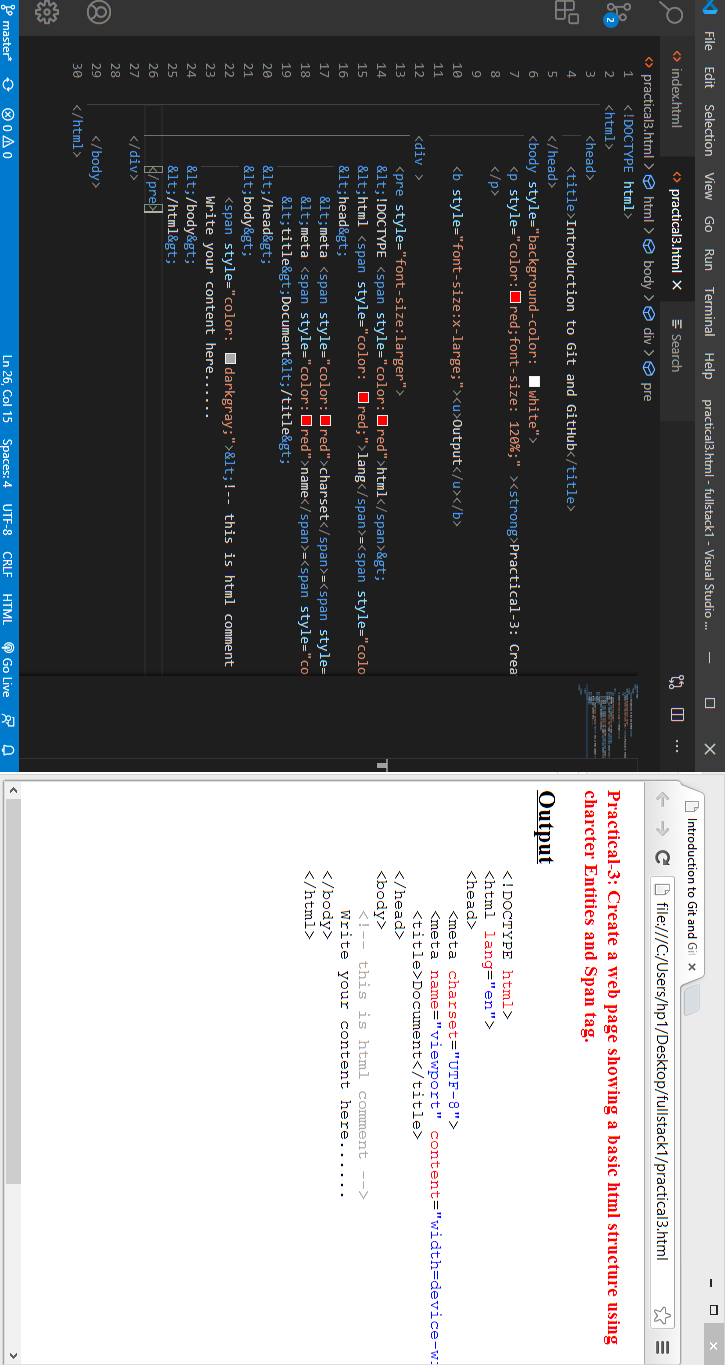 File Edit Selection View Go Run Terminal Help practical3.html - fullstack1 - Visual Studio ...
index.html practical3.html Search
practical3.html > html > body > div > pre
1 <!DOCTYPE html>
2 <html>
3 <head>
4 <title>Introduction to Git and GitHub</title>
5 </head>
6 <body style="background-color: white">
7 <p style="color: red;font-size: 120%;" ><strong>Practical-3: Crea
8 </p>
9
10 <b style="font-size:x-large;"><u>Output</u></b>
11
12 <div >
13 <pre style="font-size:larger">
14 &lt;!DOCTYPE <span style="color: red">html</span>&gt;
15 &lt;html <span style="color: red;">lang</span>=<span style="colo
16 &lt;head&gt;
17 &lt;meta <span style="color: red">charset</span>=<span style=
18 &lt;meta <span style="color: red">name</span>=<span style="co
19 &lt;title&gt;Document&lt;/title&gt;
20 &lt;/head&gt;
21 &lt;body&gt;
22 <span style="color: darkgray;">&lt;!-- this is html comment
23 Write your content here......
24 &lt;/body&gt;
25 &lt;/html&gt;
26 </pre>
27 </div>
28
29 </body>
30 </html>
2
master* 0 0 Ln 26, Col 15 Spaces: 4 UTF-8 CRLF HTML Go Live
Introduction to Git and Gi
file:///C:/Users/hp1/Desktop/fullstack1/practical3.html
Practical-3: Create a web page showing a basic html structure using
charcter Entities and Span tag.
Output
<!DOCTYPE html>
<html lang="en">
<head>
<meta charset="UTF-8">
<meta name="viewport" content="width=device-wi
<title>Document</title>
</head>
<body>
<!-- this is html comment -->
Write your content here......
</body>
</html>